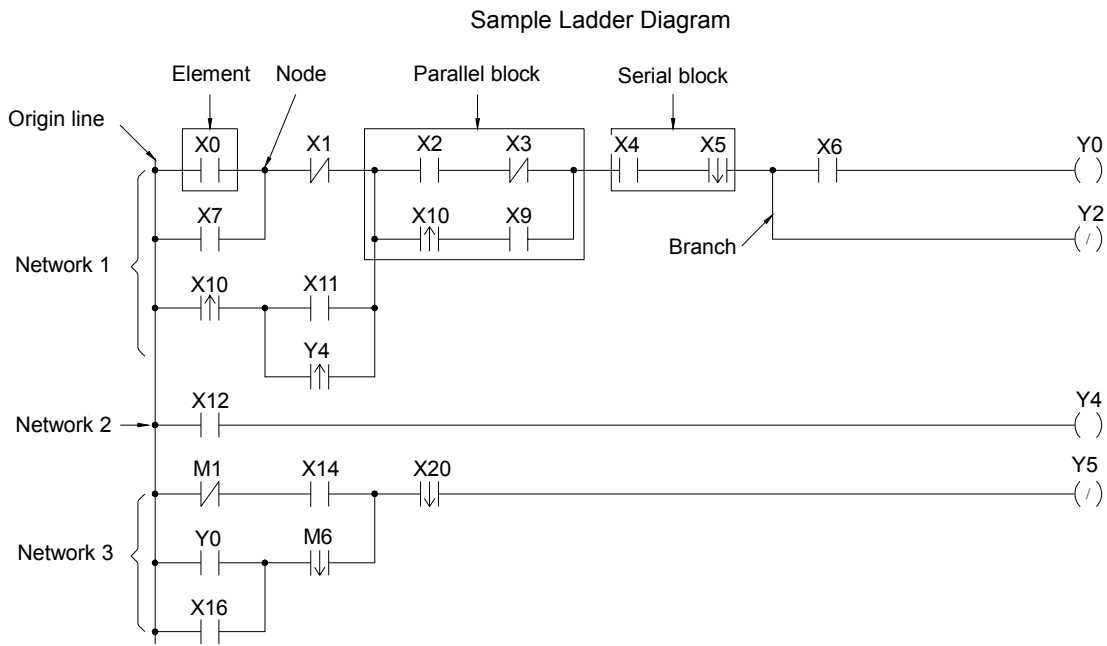 Sample Ladder Diagram
Element Node Parallel block Serial block
Origin line
X0 X1 X2 X3 X4 X5 X6 Y0
X7 X10 X9 Y2
Branch
Network 1
X10 X11
Y4
X12 Y4
Network 2
M1 X14 X20 Y5
Y0 M6
Network 3
X16